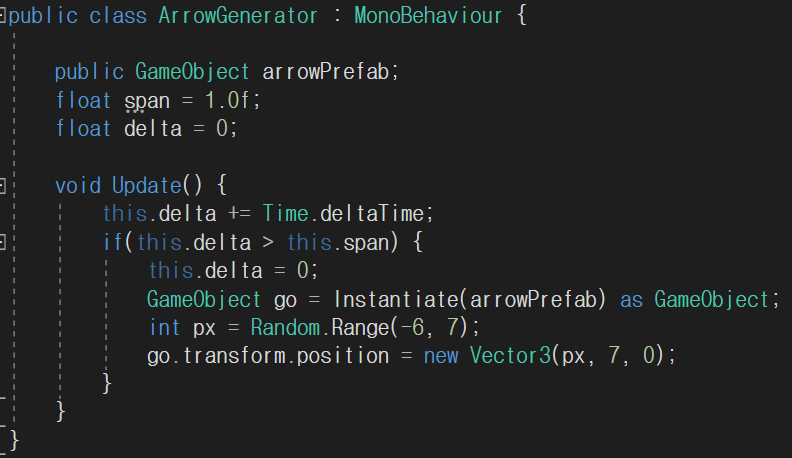 public class ArrowGenerator : MonoBehaviour {
public GameObject arrowPrefab;
float span = 1.0f;
float delta = 0;
void Update() {
this.delta += Time.deltaTime;
if(this.delta > this.span) {
this.delta = 0;
GameObject go = Instantiate(arrowPrefab) as GameObject;
int px = Random.Range(-6, 7);
go.transform.position = new Vector3(px, 7, 0);
}
}
}